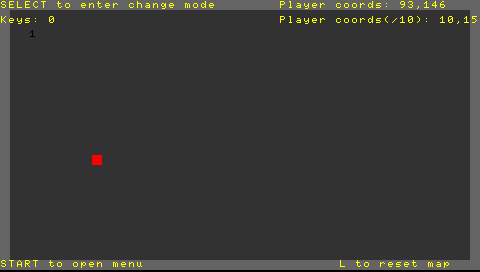 SELECT to enter change mode
Player coords: 93,146
Keys: 0
Player coords(/10): 10,15
1
START to open menu
L to reset map